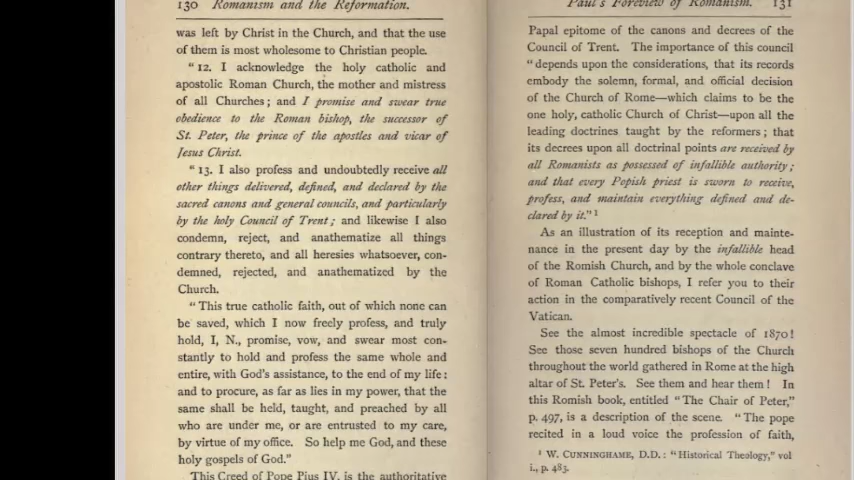 130 Romanism and the Reformation.
was left by Christ in the Church, and that the use
of them is most wholesome to Christian people.
"12. I acknowledge the holy catholic and
apostolic Roman Church, the mother and mistress
of all Churches; and I promise and swear true
obedience to the Roman bishop, the successor of
St. Peter, the prince of the apostles and vicar of
Jesus Christ.
"13. I also profess and undoubtedly receive all
other things delivered, defined, and declared by the
sacred canons and general councils, and particularly
by the holy Council of Trent; and likewise I also
condemn, reject, and anathematize all things
contrary thereto, and all heresies whatsoever, con-
demned, rejected, and anathematized by the
Church.
"This true catholic faith, out of which none can
be saved, which I now freely profess, and truly
hold, I, N., promise, vow, and swear most con-
stantly to hold and profess the same whole and
entire, with God's assistance, to the end of my life:
and to procure, as far as lies in my power, that the
same shall be held, taught, and preached by all
who are under me, or are entrusted to my care,
by virtue of my office. So help me God, and these
holy gospels of God."
This Creed of Pope Pius IV. is the authoritative
Paul's Foreview of Romanism. 131
Papal epitome of the canons and decrees of the
Council of Trent. The importance of this council
"depends upon the considerations, that its records
embody the solemn, formal, and official decision
of the Church of Rome—which claims to be the
one holy, catholic Church of Christ—upon all the
leading doctrines taught by the reformers; that
its decrees upon all doctrinal points are received by
all Romanists as possessed of infallible authority;
and that every Popish priest is sworn to receive,
profess, and maintain everything defined and de-
clared by it."¹
As an illustration of its reception and mainte-
nance in the present day by the infallible head
of the Romish Church, and by the whole conclave
of Roman Catholic bishops, I refer you to their
action in the comparatively recent Council of the
Vatican.
See the almost incredible spectacle of 1870!
See those seven hundred bishops of the Church
throughout the world gathered in Rome at the high
altar of St. Peter's. See them and hear them! In
this Romish book, entitled "The Chair of Peter,"
p. 497, is a description of the scene. "The pope
recited in a loud voice the profession of faith,
¹ W. CUNNINGHAME, D.D.: "Historical Theology," vol
i., p. 483.